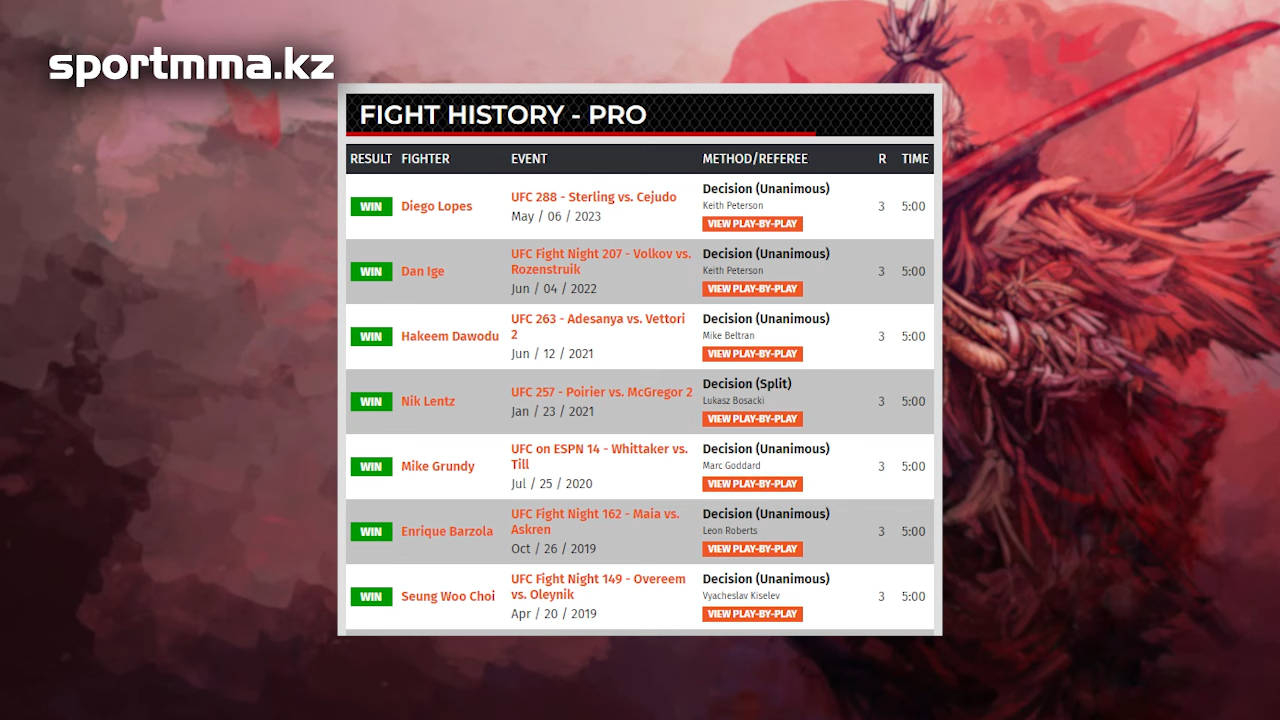 sportmma.kz
FIGHT HISTORY - PRO
RESULT FIGHTER EVENT METHOD/REFEREE R TIME
WIN Diego Lopes UFC 288 - Sterling vs. Cejudo Decision (Unanimous) 3 5:00
May / 06 / 2023 Keith Peterson
VIEW PLAY-BY-PLAY
WIN Dan Ige UFC Fight Night 207 - Volkov vs. Decision (Unanimous) 3 5:00
Rozenstruik Keith Peterson
Jun / 04 / 2022 VIEW PLAY-BY-PLAY
WIN Hakeem Dawodu UFC 263 - Adesanya vs. Vettori Decision (Unanimous) 3 5:00
2 Mike Beltran
Jun / 12 / 2021 VIEW PLAY-BY-PLAY
WIN Nik Lentz UFC 257 - Poirier vs. McGregor 2 Decision (Split) 3 5:00
Jan / 23 / 2021 Lukasz Bosacki
VIEW PLAY-BY-PLAY
WIN Mike Grundy UFC on ESPN 14 - Whittaker vs. Decision (Unanimous) 3 5:00
Till Marc Goddard
Jul / 25 / 2020 VIEW PLAY-BY-PLAY
WIN Enrique Barzola UFC Fight Night 162 - Maia vs. Decision (Unanimous) 3 5:00
Askren Leon Roberts
Oct / 26 / 2019 VIEW PLAY-BY-PLAY
WIN Seung Woo Choi UFC Fight Night 149 - Overeem Decision (Unanimous) 3 5:00
vs. Oleynik Vyacheslav Kiselev
Apr / 20 / 2019 VIEW PLAY-BY-PLAY